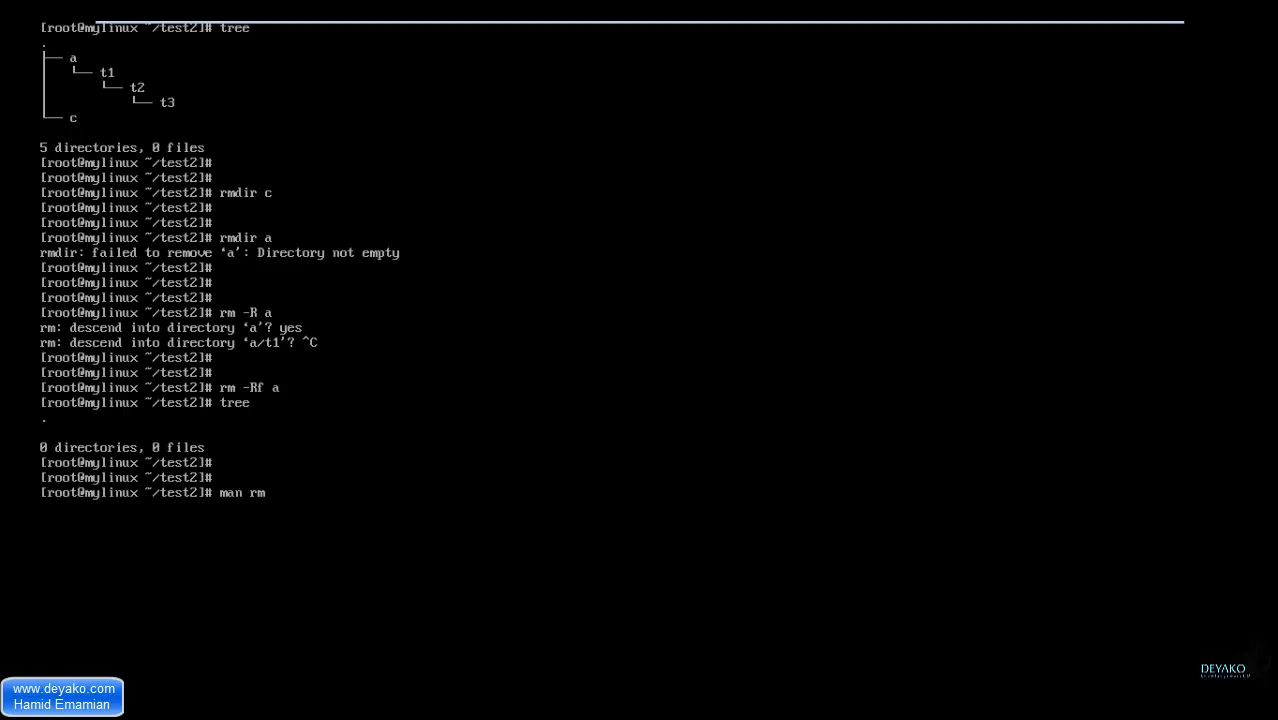 [root@mylinux ~/test2]# tree
.
├── a
│   └── t1
│       └── t2
│           └── t3
└── c
5 directories, 0 files
[root@mylinux ~/test2]#
[root@mylinux ~/test2]#
[root@mylinux ~/test2]# rmdir c
[root@mylinux ~/test2]#
[root@mylinux ~/test2]#
[root@mylinux ~/test2]# rmdir a
rmdir: failed to remove ‘a’: Directory not empty
[root@mylinux ~/test2]#
[root@mylinux ~/test2]#
[root@mylinux ~/test2]#
[root@mylinux ~/test2]# rm -R a
rm: descend into directory ‘a’? yes
rm: descend into directory ‘a/t1’? ^C
[root@mylinux ~/test2]#
[root@mylinux ~/test2]#
[root@mylinux ~/test2]# rm -Rf a
[root@mylinux ~/test2]# tree
.
0 directories, 0 files
[root@mylinux ~/test2]#
[root@mylinux ~/test2]#
[root@mylinux ~/test2]# man rm
DEYAKO
www.deyako.com
Hamid Emamian